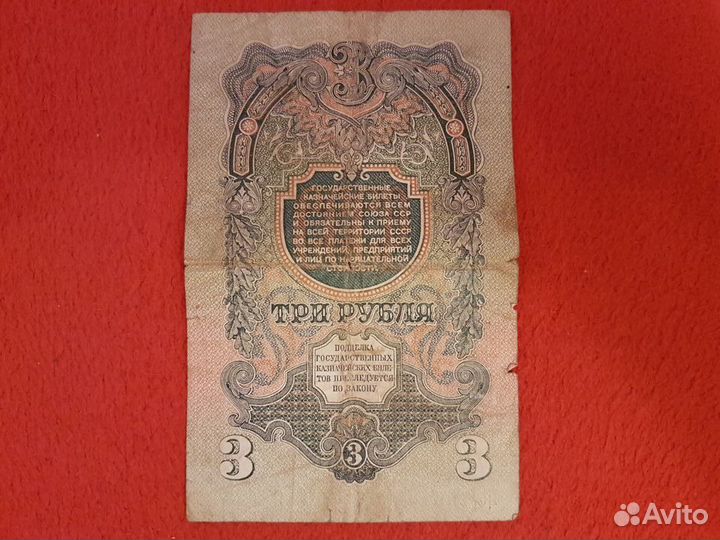 3
ГОСУДАРСТВЕННЫЕ
КАЗНАЧЕЙСКИЕ БИЛЕТЫ
ОБЕСПЕЧИВАЮТСЯ ВСЕМ
ДОСТОЯНИЕМ СОЮЗА ССР
И ОБЯЗАТЕЛЬНЫ К ПРИЕМУ
НА ВСЕЙ ТЕРРИТОРИИ СССР
ВО ВСЕ ПЛАТЕЖИ ДЛЯ ВСЕХ
УЧРЕЖДЕНИЙ, ПРЕДПРИЯТИЙ
И ЛИЦ ПО НАРИЦАТЕЛЬНОЙ
СТОИМОСТИ.
ТРИ РУБЛЯ
ПОДДЕЛКА
ГОСУДАРСТВЕННЫХ
КАЗНАЧЕЙСКИХ БИЛЕ-
ТОВ ПРЕСЛЕДУЕТСЯ
ПО ЗАКОНУ
3 3 3
Avito